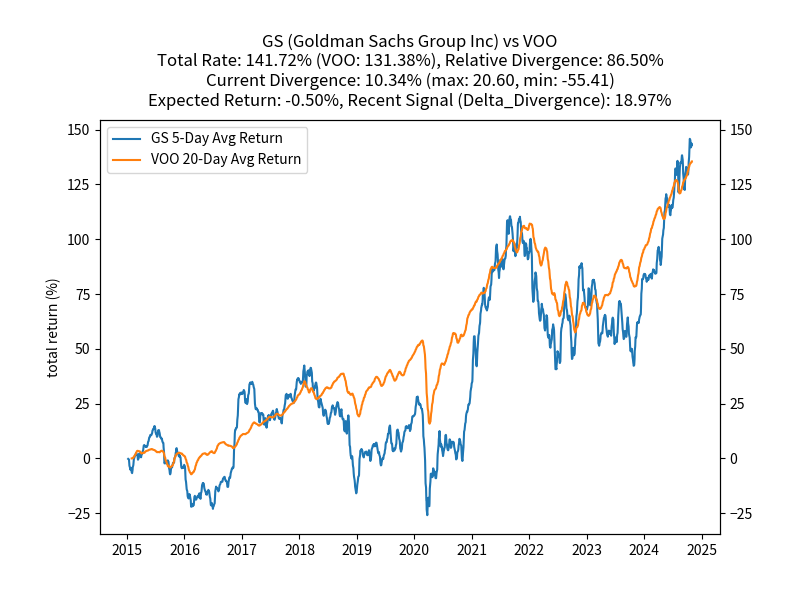 GS (Goldman Sachs Group Inc) vs VOO
Total Rate: 141.72% (VOO: 131.38%), Relative Divergence: 86.50%
Current Divergence: 10.34% (max: 20.60, min: -55.41)
Expected Return: -0.50%, Recent Signal (Delta_Divergence): 18.97%
GS 5-Day Avg Return
VOO 20-Day Avg Return
total return (%)
150 150
125 125
100 100
75 75
50 50
25 25
0 0
−25 −25
2015 2016 2017 2018 2019 2020 2021 2022 2023 2024 2025